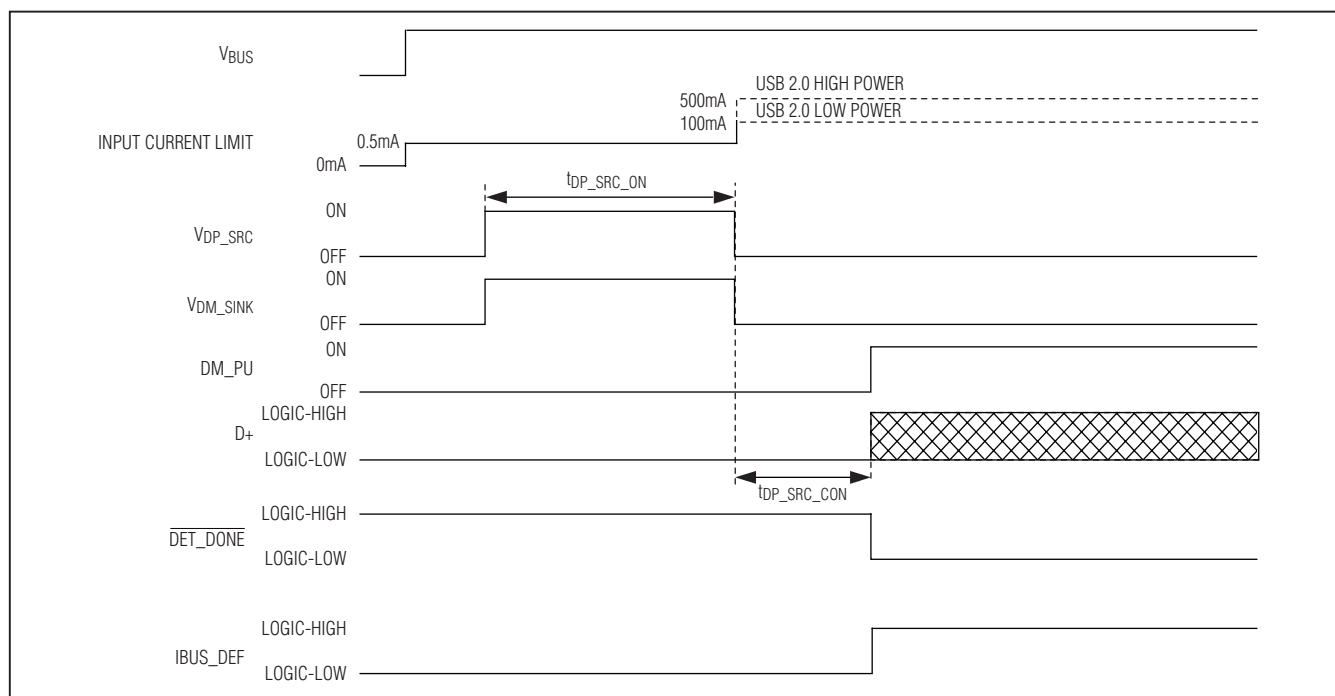 VBUS
500mA
USB 2.0 HIGH POWER
USB 2.0 LOW POWER
100mA
INPUT CURRENT LIMIT
0.5mA
0mA
tDP_SRC_ON
ON
VDP_SRC
OFF
ON
VDM_SINK
OFF
ON
DM_PU
OFF
LOGIC-HIGH
D+
LOGIC-LOW
tDP_SRC_CON
LOGIC-HIGH
DET_DONE
LOGIC-LOW
LOGIC-HIGH
IBUS_DEF
LOGIC-LOW